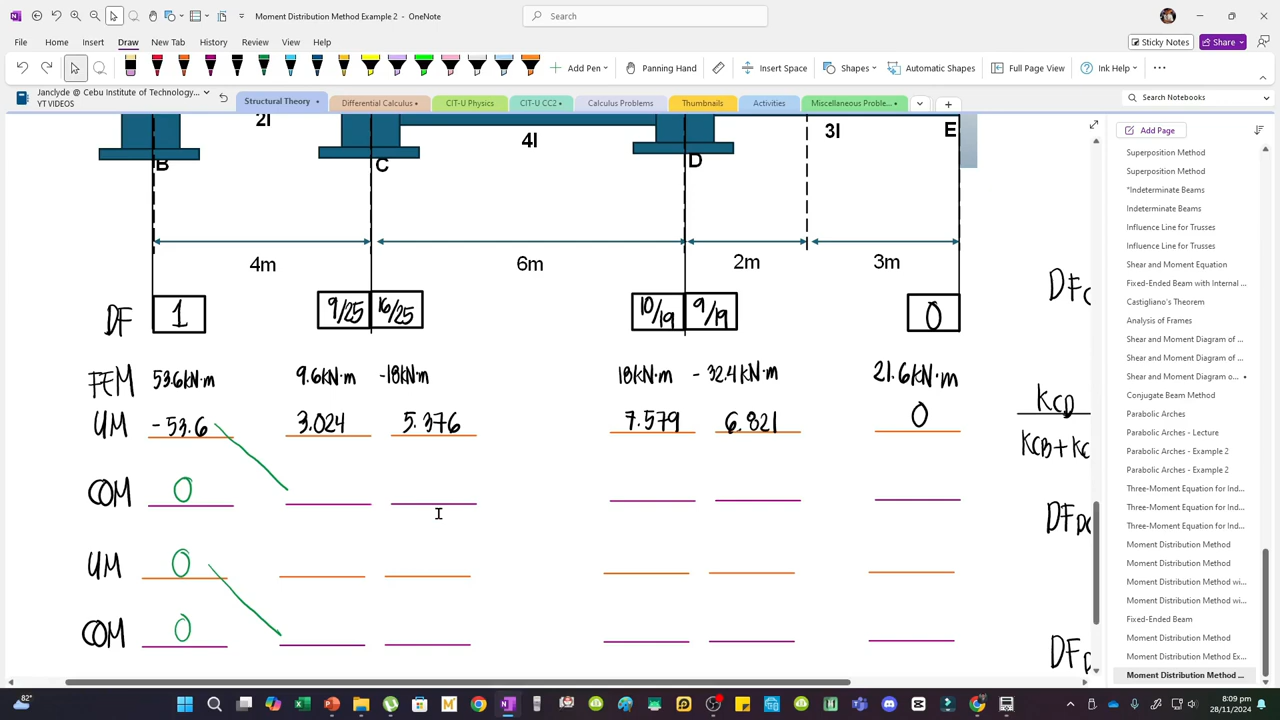 Moment Distribution Method Example 2 - OneNote
Search
File Home Insert Draw New Tab History Review View Help
Sticky Notes
Share
Add Pen
Panning Hand
Insert Space
Shapes
Automatic Shapes
Full Page View
Ink Help
Janclyde @ Cebu Institute of Technology...
YT VIDEOS
Structural Theory
Differential Calculus
CIT-U Physics
CIT-U CC2
Calculus Problems
Thumbnails
Activities
Miscellaneous Proble...
Search Notebooks
2I
4I
3I
E
B
C
D
4m
6m
2m
3m
DF 1 9/25 16/25 10/19 9/19 0
FEM 53.6kN·m 9.6kN·m -18kN·m 18kN·m - 32.4kN·m 21.6kN·m
UM - 53.6 3.024 5.376 7.579 6.821 0
COM 0
UM 0
COM 0
DFC
KCD
KCB+KC
DFD
DFD
Add Page
Superposition Method
Superposition Method
*Indeterminate Beams
Indeterminate Beams
Influence Line for Trusses
Influence Line for Trusses
Shear and Moment Equation
Fixed-Ended Beam with Internal ...
Castigliano's Theorem
Analysis of Frames
Shear and Moment Diagram of ...
Shear and Moment Diagram of ...
Shear and Moment Diagram o...
Conjugate Beam Method
Parabolic Arches
Parabolic Arches - Lecture
Parabolic Arches - Example 2
Parabolic Arches - Example 2
Three-Moment Equation for Ind...
Three-Moment Equation for Ind...
Three-Moment Equation for Ind...
Moment Distribution Method
Moment Distribution Method
Moment Distribution Method wi...
Moment Distribution Method wi...
Fixed-Ended Beam
Moment Distribution Method
Moment Distribution Method Ex...
Moment Distribution Method ...
82°
8:09 pm
28/11/2024